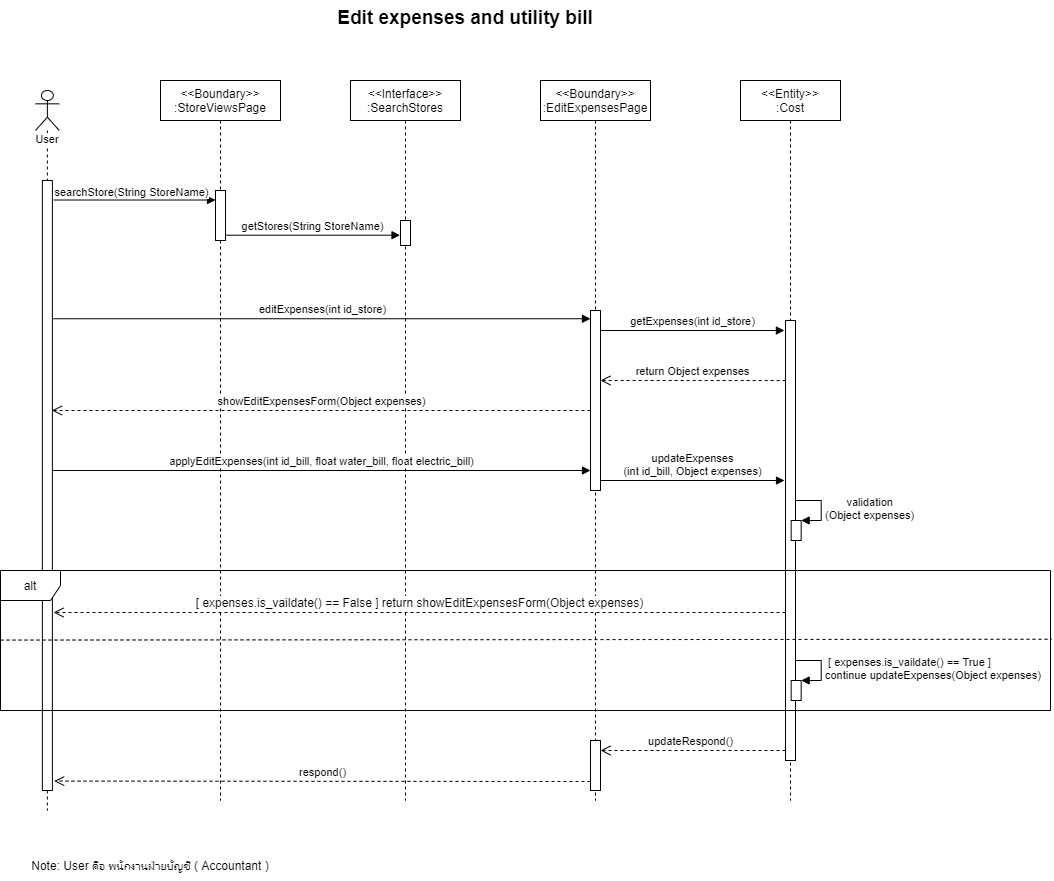 Edit expenses and utility bill
<<Boundary>>
:StoreViewsPage
<<Interface>>
:SearchStores
<<Boundary>>
:EditExpensesPage
<<Entity>>
:Cost
User
searchStore(String StoreName)
getStores(String StoreName)
editExpenses(int id_store)
getExpenses(int id_store)
return Object expenses
showEditExpensesForm(Object expenses)
applyEditExpenses(int id_bill, float water_bill, float electric_bill)
updateExpenses
(int id_bill, Object expenses)
validation
(Object expenses)
alt
[ expenses.is_vaildate() == False ] return showEditExpensesForm(Object expenses)
[ expenses.is_vaildate() == True ]
continue updateExpenses(Object expenses)
updateRespond()
respond()
Note: User คือ พนักงานฝ่ายบัญชี ( Accountant )